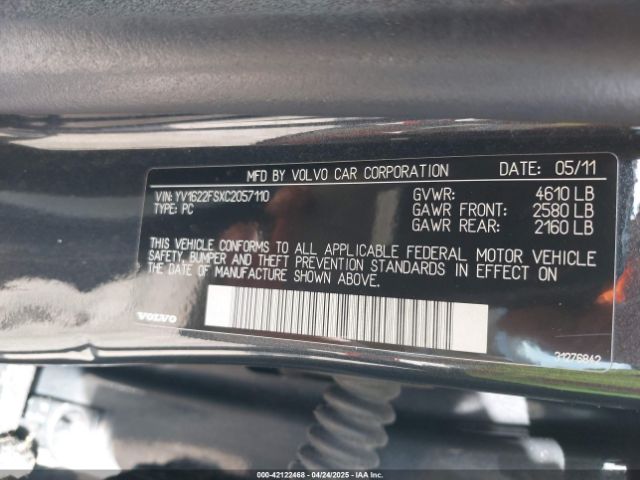 MFD BY VOLVO CAR CORPORATION DATE: 05/11
VIN: YV1622FSXC2057110 GVWR: 4610 LB
TYPE: PC GAWR FRONT: 2580 LB
GAWR REAR: 2160 LB
THIS VEHICLE CONFORMS TO ALL APPLICABLE FEDERAL MOTOR VEHICLE
SAFETY, BUMPER AND THEFT PREVENTION STANDARDS IN EFFECT ON
THE DATE OF MANUFACTURE SHOWN ABOVE.
VOLVO
31276842
000-42122468 - 04/24/2025 - IAA Inc.